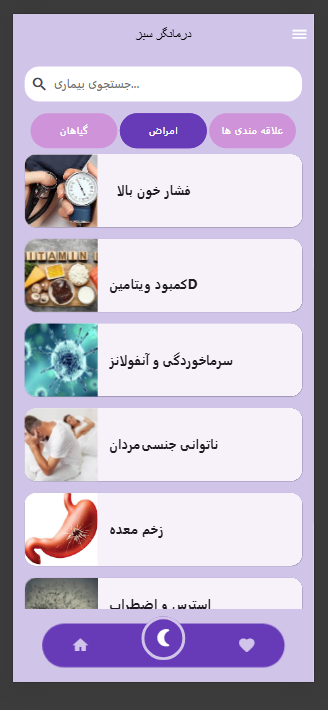 درمانگر سبز
جستجوی بیماری...
علاقه مندی ها
امراض
گیاهان
فشار خون بالا
کمبود ویتامینD
سرماخوردگی و آنفولانز
ناتوانی جنسی‌مردان
زخم معده
استرس و اضطراب